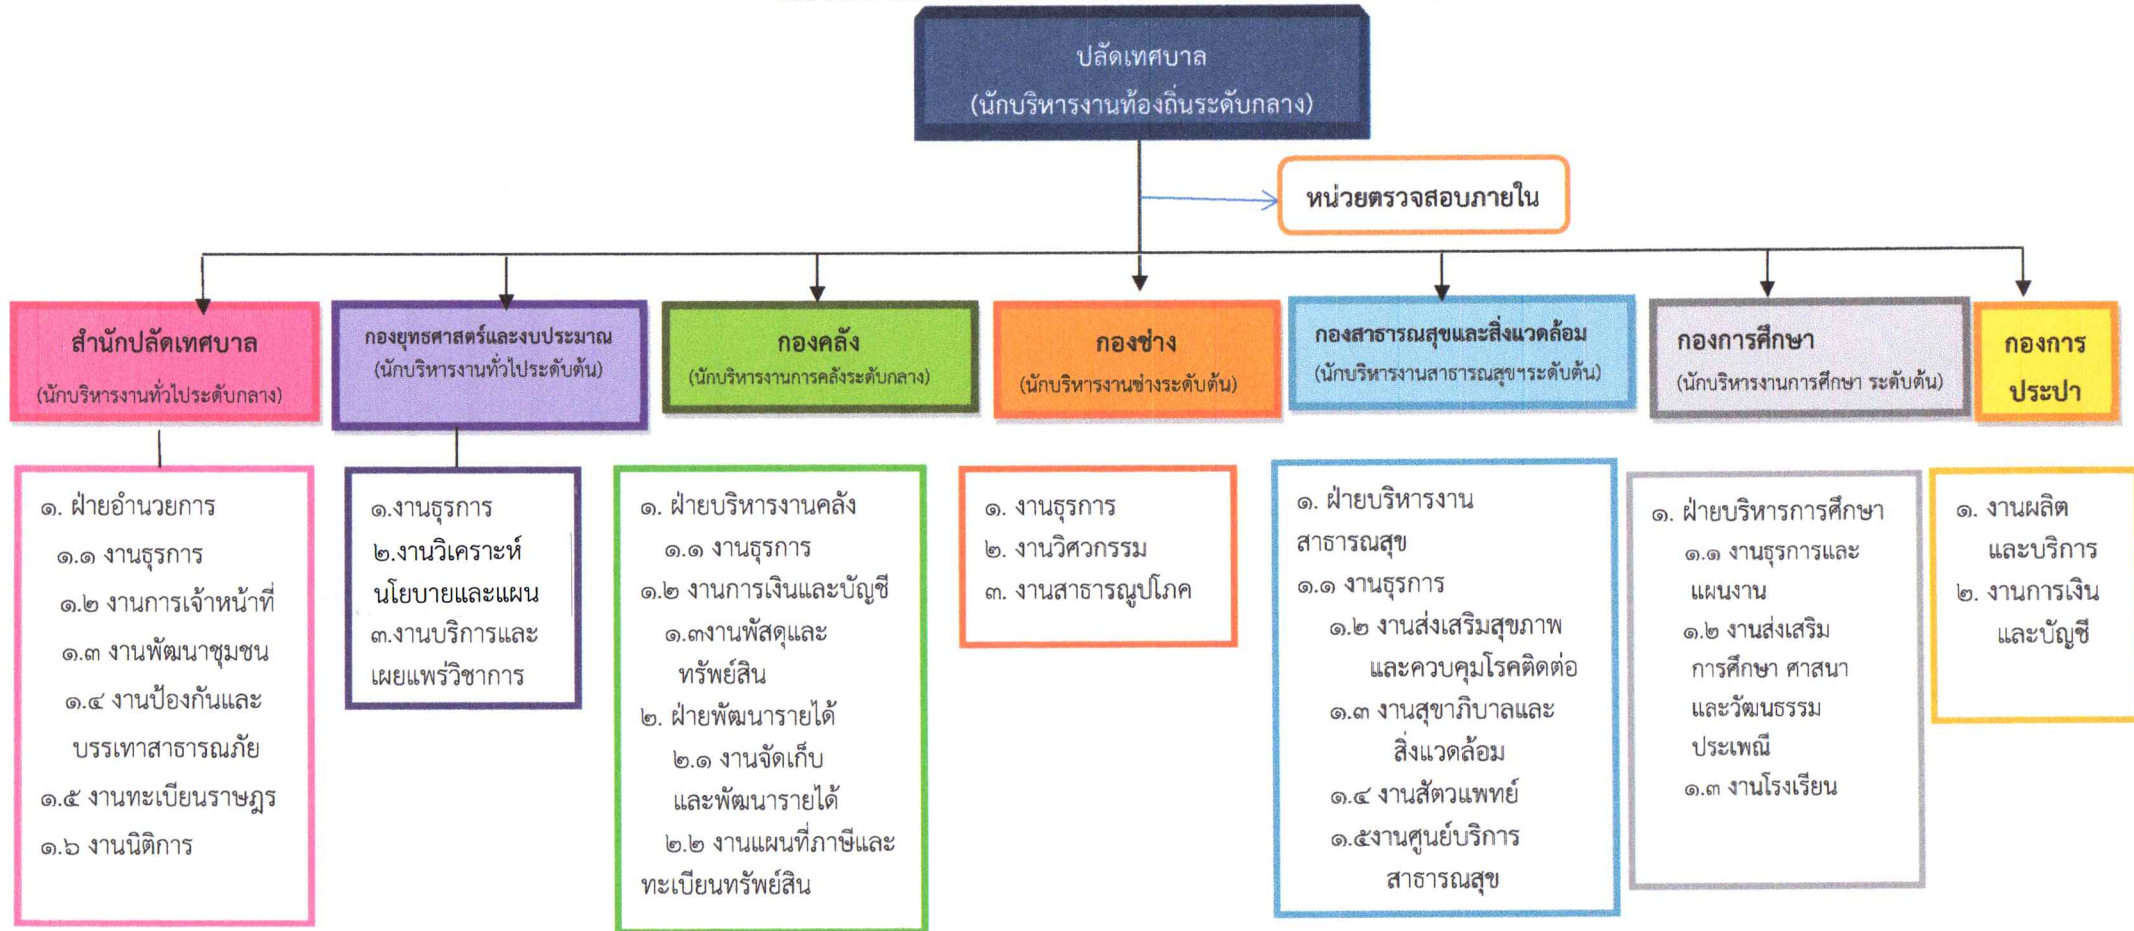 ปลัดเทศบาล
(นักบริหารงานท้องถิ่นระดับกลาง)
หน่วยตรวจสอบภายใน
สำนักปลัดเทศบาล
(นักบริหารงานทั่วไประดับกลาง)
กองยุทธศาสตร์และงบประมาณ
(นักบริหารงานทั่วไประดับต้น)
กองคลัง
(นักบริหารงานการคลังระดับกลาง)
กองช่าง
(นักบริหารงานช่างระดับต้น)
กองสาธารณสุขและสิ่งแวดล้อม
(นักบริหารงานสาธารณสุขฯระดับต้น)
กองการศึกษา
(นักบริหารงานการศึกษา ระดับต้น)
กองการ
ประปา
๑. ฝ่ายอำนวยการ
๑.๑ งานธุรการ
๑.๒ งานการเจ้าหน้าที่
๑.๓ งานพัฒนาชุมชน
๑.๔ งานป้องกันและ
บรรเทาสาธารณภัย
๑.๕ งานทะเบียนราษฎร
๑.๖ งานนิติการ
๑.งานธุรการ
๒.งานวิเคราะห์
นโยบายและแผน
๓.งานบริการและ
เผยแพร่วิชาการ
๑. ฝ่ายบริหารงานคลัง
๑.๑ งานธุรการ
๑.๒ งานการเงินและบัญชี
๑.๓งานพัสดุและ
ทรัพย์สิน
๒. ฝ่ายพัฒนารายได้
๒.๑ งานจัดเก็บ
และพัฒนารายได้
๒.๒ งานแผนที่ภาษีและ
ทะเบียนทรัพย์สิน
๑. งานธุรการ
๒. งานวิศวกรรม
๓. งานสาธารณูปโภค
๑. ฝ่ายบริหารงาน
สาธารณสุข
๑.๑ งานธุรการ
๑.๒ งานส่งเสริมสุขภาพ
และควบคุมโรคติดต่อ
๑.๓ งานสุขาภิบาลและ
สิ่งแวดล้อม
๑.๔ งานสัตวแพทย์
๑.๕งานศูนย์บริการ
สาธารณสุข
๑. ฝ่ายบริหารการศึกษา
๑.๑ งานธุรการและ
แผนงาน
๑.๒ งานส่งเสริม
การศึกษา ศาสนา
และวัฒนธรรม
ประเพณี
๑.๓ งานโรงเรียน
๑. งานผลิต
และบริการ
๒. งานการเงิน
และบัญชี